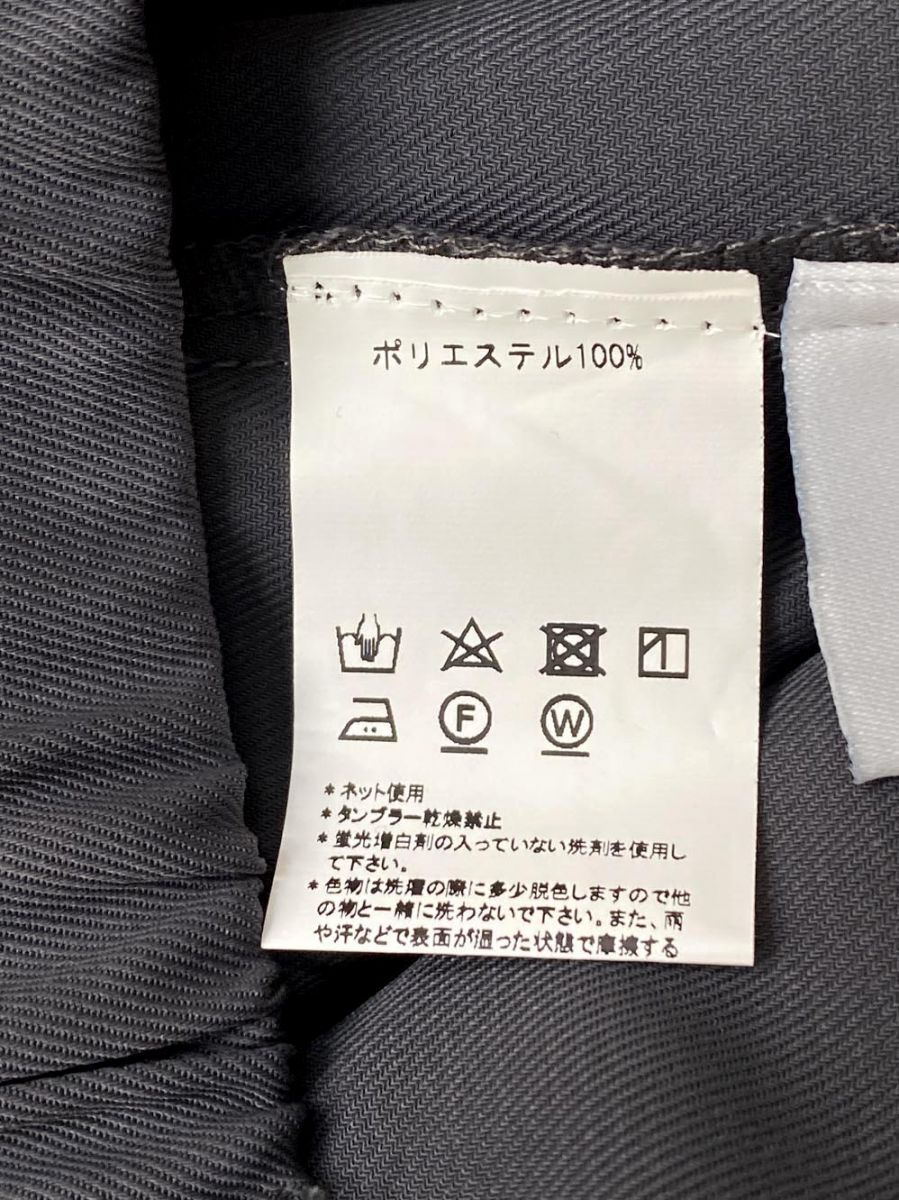 ポリエステル100%
F
W
*ネット使用
*タンブラー乾燥禁止
*蛍光増白剤の入っていない洗剤を使用し
て下さい。
*色物は洗濯の際に多少脱色しますので他
の物と一緒に洗わないで下さい。また、雨
や汗などで表面が湿った状態で摩擦する